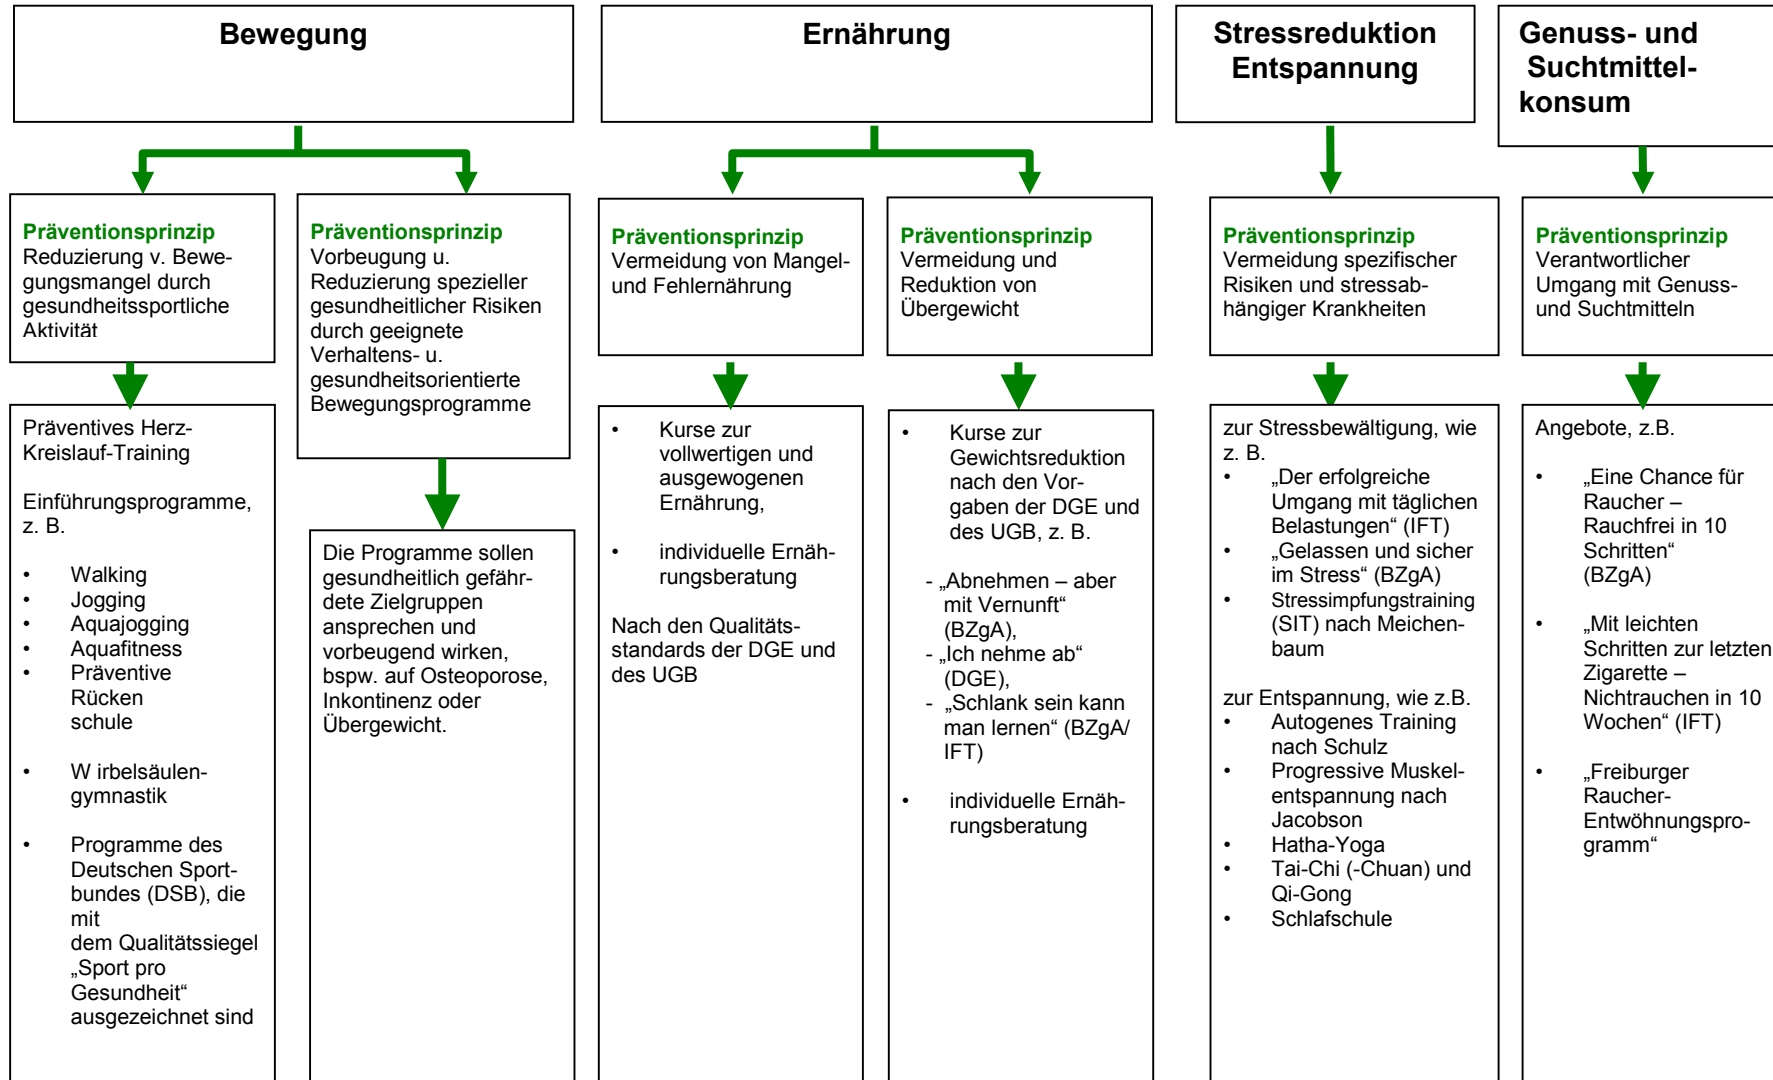 Bewegung
Ernährung
Stressreduktion
Entspannung
Genuss- und
Suchtmittel-
konsum
Präventionsprinzip
Reduzierung v. Bewe-
gungsmangel durch
gesundheitssportliche
Aktivität
Präventionsprinzip
Vorbeugung u.
Reduzierung spezieller
gesundheitlicher Risiken
durch geeignete
Verhaltens- u.
gesundheitsorientierte
Bewegungsprogramme
Präventionsprinzip
Vermeidung von Mangel-
und Fehlernährung
Präventionsprinzip
Vermeidung und
Reduktion von
Übergewicht
Präventionsprinzip
Vermeidung spezifischer
Risiken und stressab-
hängiger Krankheiten
Präventionsprinzip
Verantwortlicher
Umgang mit Genuss-
und Suchtmitteln
Präventives Herz-
Kreislauf-Training
Einführungsprogramme,
z. B.
• Walking
• Jogging
• Aquajogging
• Aquafitness
• Präventive
Rücken
schule
• W irbelsäulen-
gymnastik
• Programme des
Deutschen Sport-
bundes (DSB), die
mit
dem Qualitätssiegel
„Sport pro
Gesundheit“
ausgezeichnet sind
Die Programme sollen
gesundheitlich gefähr-
dete Zielgruppen
ansprechen und
vorbeugend wirken,
bspw. auf Osteoporose,
Inkontinenz oder
Übergewicht.
• Kurse zur
vollwertigen und
ausgewogenen
Ernährung,
• individuelle Ernäh-
rungsberatung
Nach den Qualitäts-
standards der DGE und
des UGB
• Kurse zur
Gewichtsreduktion
nach den Vor-
gaben der DGE und
des UGB, z. B.
- „Abnehmen – aber
mit Vernunft“
(BZgA),
- „Ich nehme ab“
(DGE),
- „Schlank sein kann
man lernen“ (BZgA/
IFT)
• individuelle Ernäh-
rungsberatung
zur Stressbewältigung, wie
z. B.
• „Der erfolgreiche
Umgang mit täglichen
Belastungen“ (IFT)
• „Gelassen und sicher
im Stress“ (BZgA)
• Stressimpfungstraining
(SIT) nach Meichen-
baum
zur Entspannung, wie z.B.
• Autogenes Training
nach Schulz
• Progressive Muskel-
entspannung nach
Jacobson
• Hatha-Yoga
• Tai-Chi (-Chuan) und
Qi-Gong
• Schlafschule
Angebote, z.B.
• „Eine Chance für
Raucher –
Rauchfrei in 10
Schritten“
(BZgA)
• „Mit leichten
Schritten zur letzten
Zigarette –
Nichtrauchen in 10
Wochen“ (IFT)
• „Freiburger
Raucher-
Entwöhnungspro-
gramm“